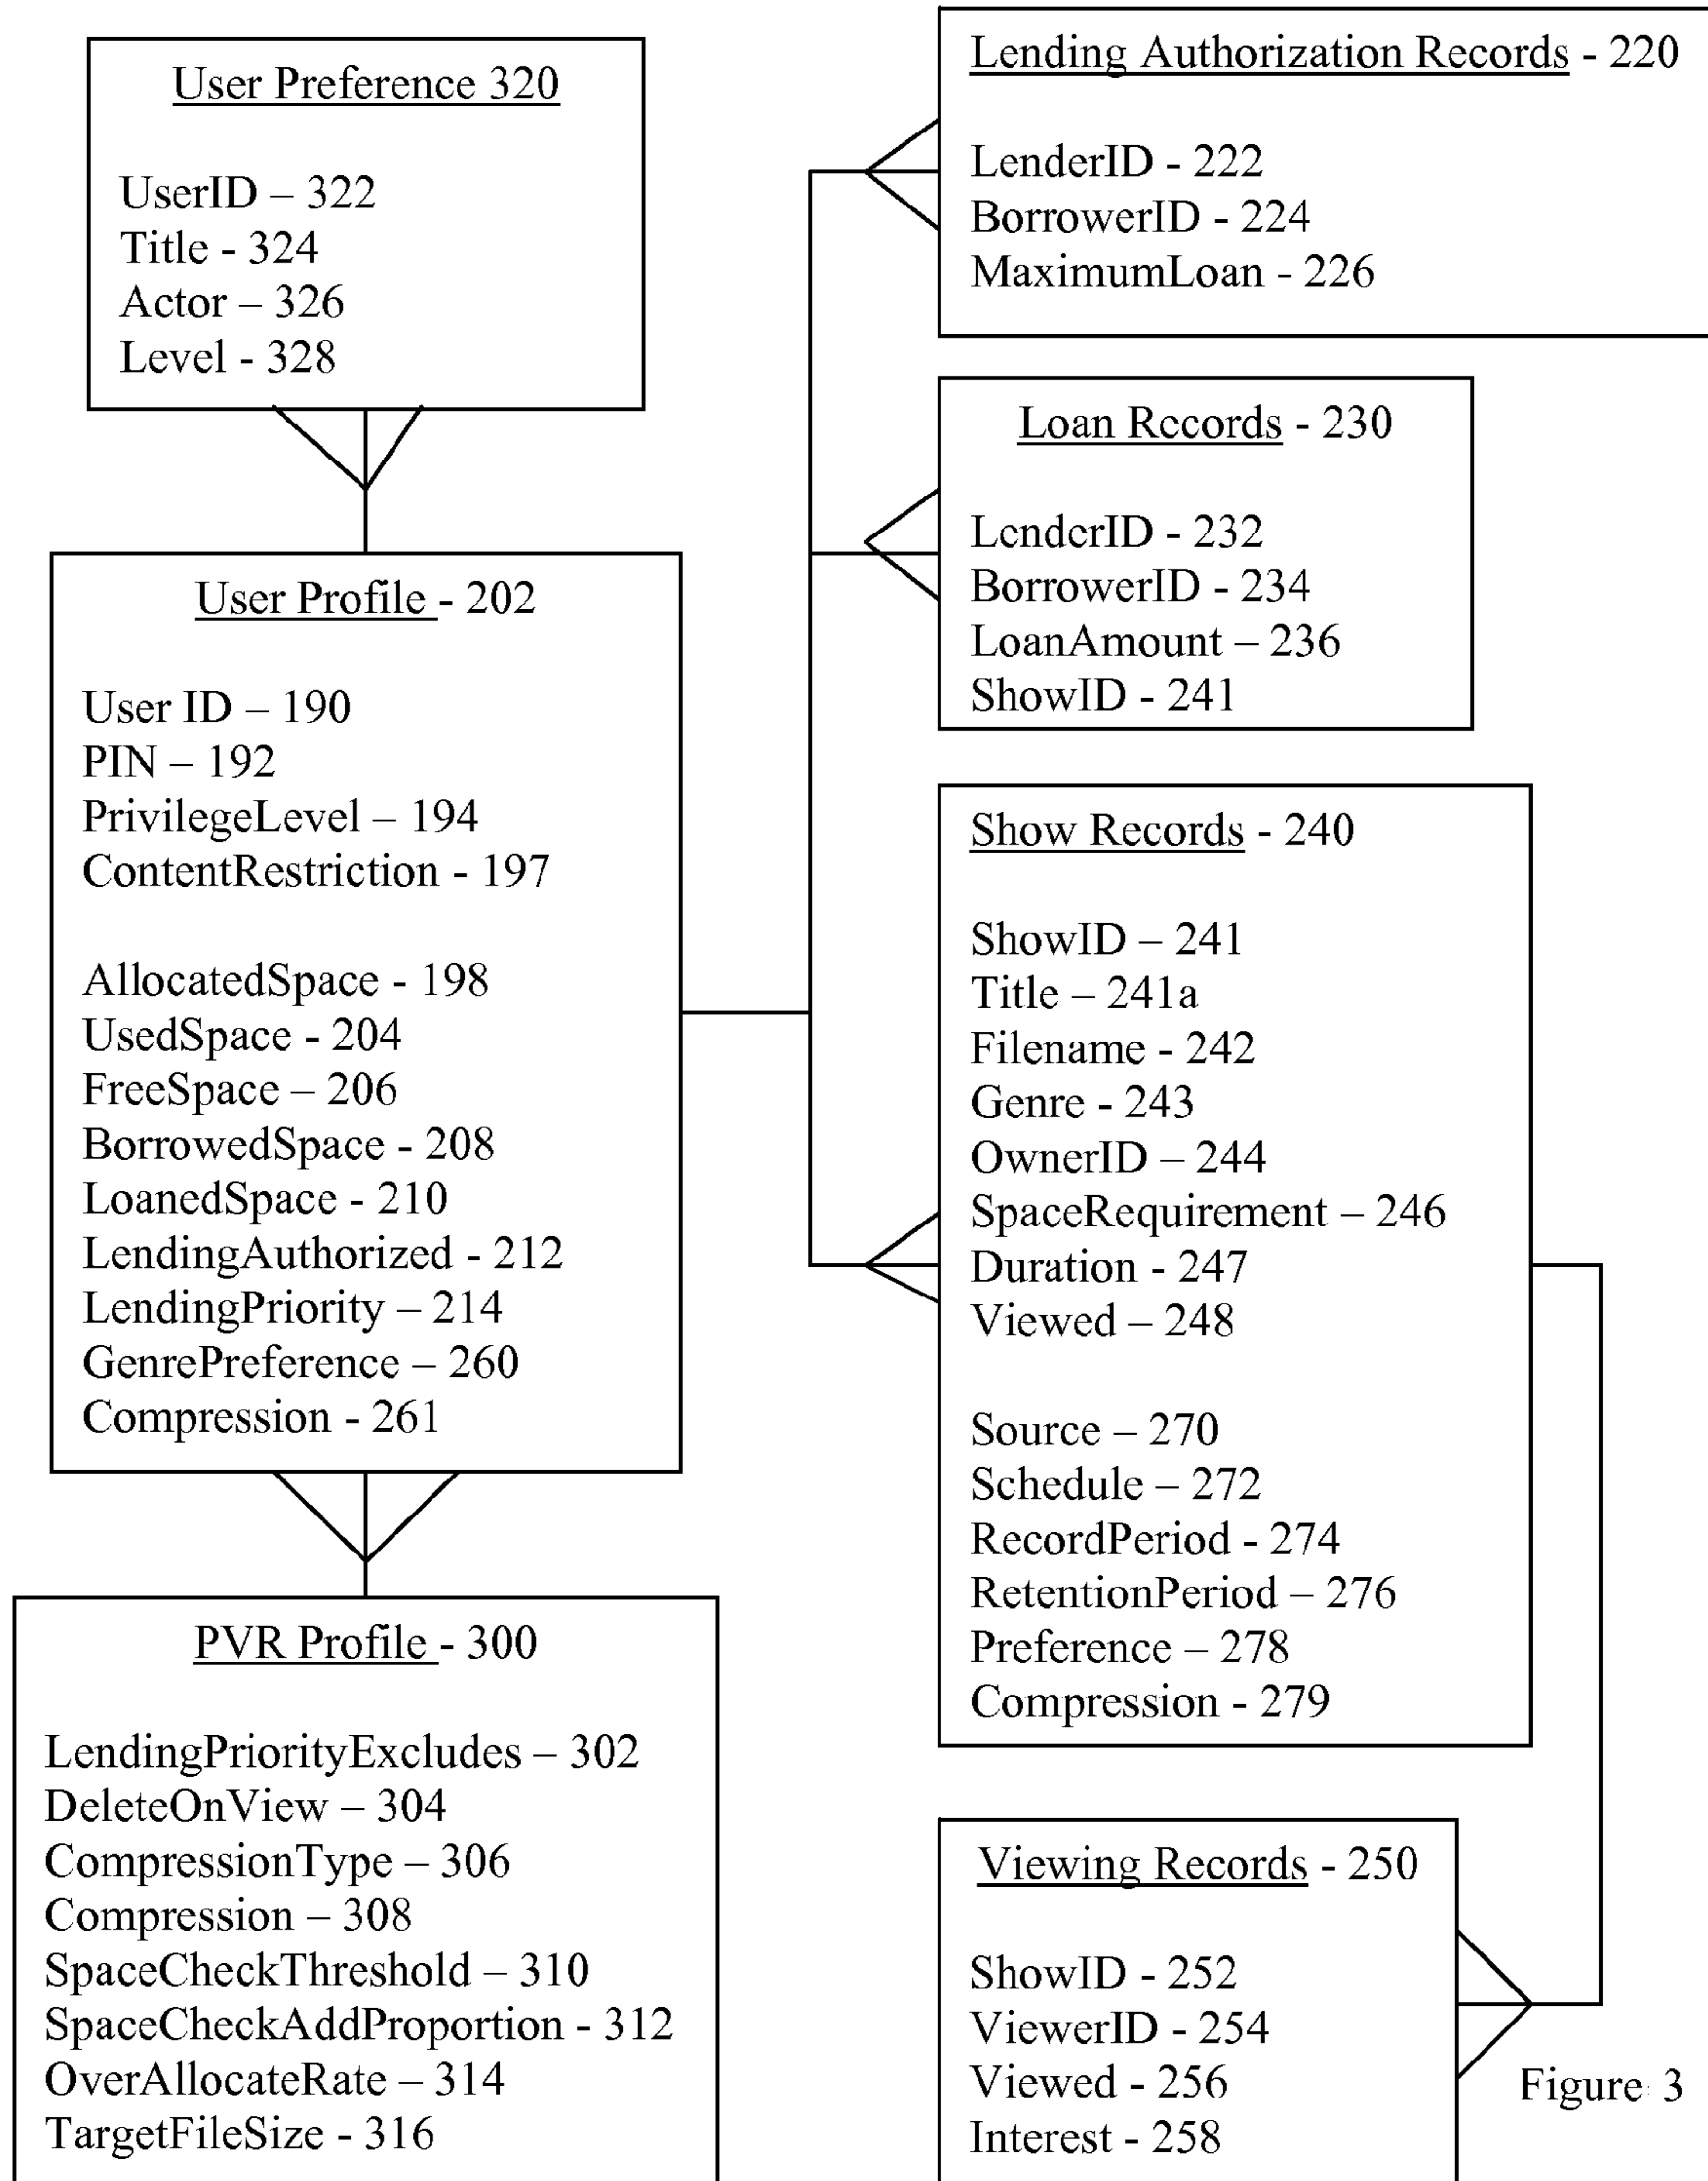 User Preference 320
UserID – 322
Title - 324
Actor – 326
Level - 328
User Profile - 202
User ID – 190
PIN – 192
PrivilegeLevel – 194
ContentRestriction - 197
AllocatedSpace - 198
UsedSpace - 204
FreeSpace – 206
BorrowedSpace - 208
LoanedSpace - 210
LendingAuthorized - 212
LendingPriority – 214
GenrePreference – 260
Compression - 261
PVR Profile - 300
LendingPriorityExcludes – 302
DeleteOnView – 304
CompressionType – 306
Compression – 308
SpaceCheckThreshold – 310
SpaceCheckAddProportion - 312
OverAllocateRate – 314
TargetFileSize - 316
Lending Authorization Records - 220
LenderID - 222
BorrowerID - 224
MaximumLoan - 226
Loan Records - 230
LenderID - 232
BorrowerID - 234
LoanAmount – 236
ShowID - 241
Show Records - 240
ShowID – 241
Title – 241a
Filename - 242
Genre - 243
OwnerID – 244
SpaceRequirement – 246
Duration - 247
Viewed – 248
Source – 270
Schedule – 272
RecordPeriod - 274
RetentionPeriod – 276
Preference – 278
Compression - 279
Viewing Records - 250
ShowID - 252
ViewerID - 254
Viewed - 256
Interest - 258
Figure 3